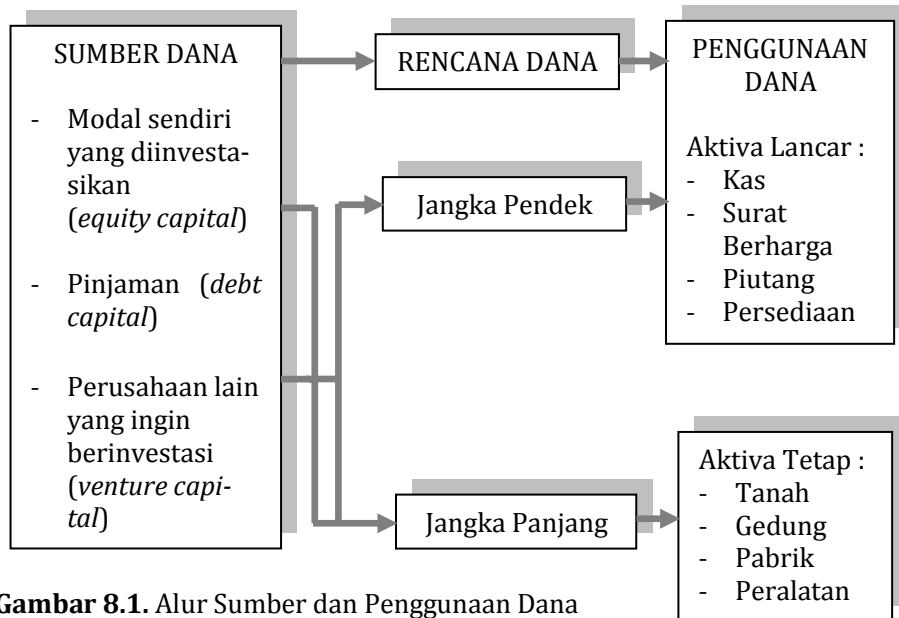 SUMBER DANA
- Modal sendiri
yang diinvesta-
sikan
(equity capital)
- Pinjaman (debt
capital)
- Perusahaan lain
yang ingin
berinvestasi
(venture capi-
tal)
RENCANA DANA
Jangka Pendek
Jangka Panjang
PENGGUNAAN
DANA
Aktiva Lancar :
- Kas
- Surat
Berharga
- Piutang
- Persediaan
Aktiva Tetap :
- Tanah
- Gedung
- Pabrik
- Peralatan
Gambar 8.1. Alur Sumber dan Penggunaan Dana